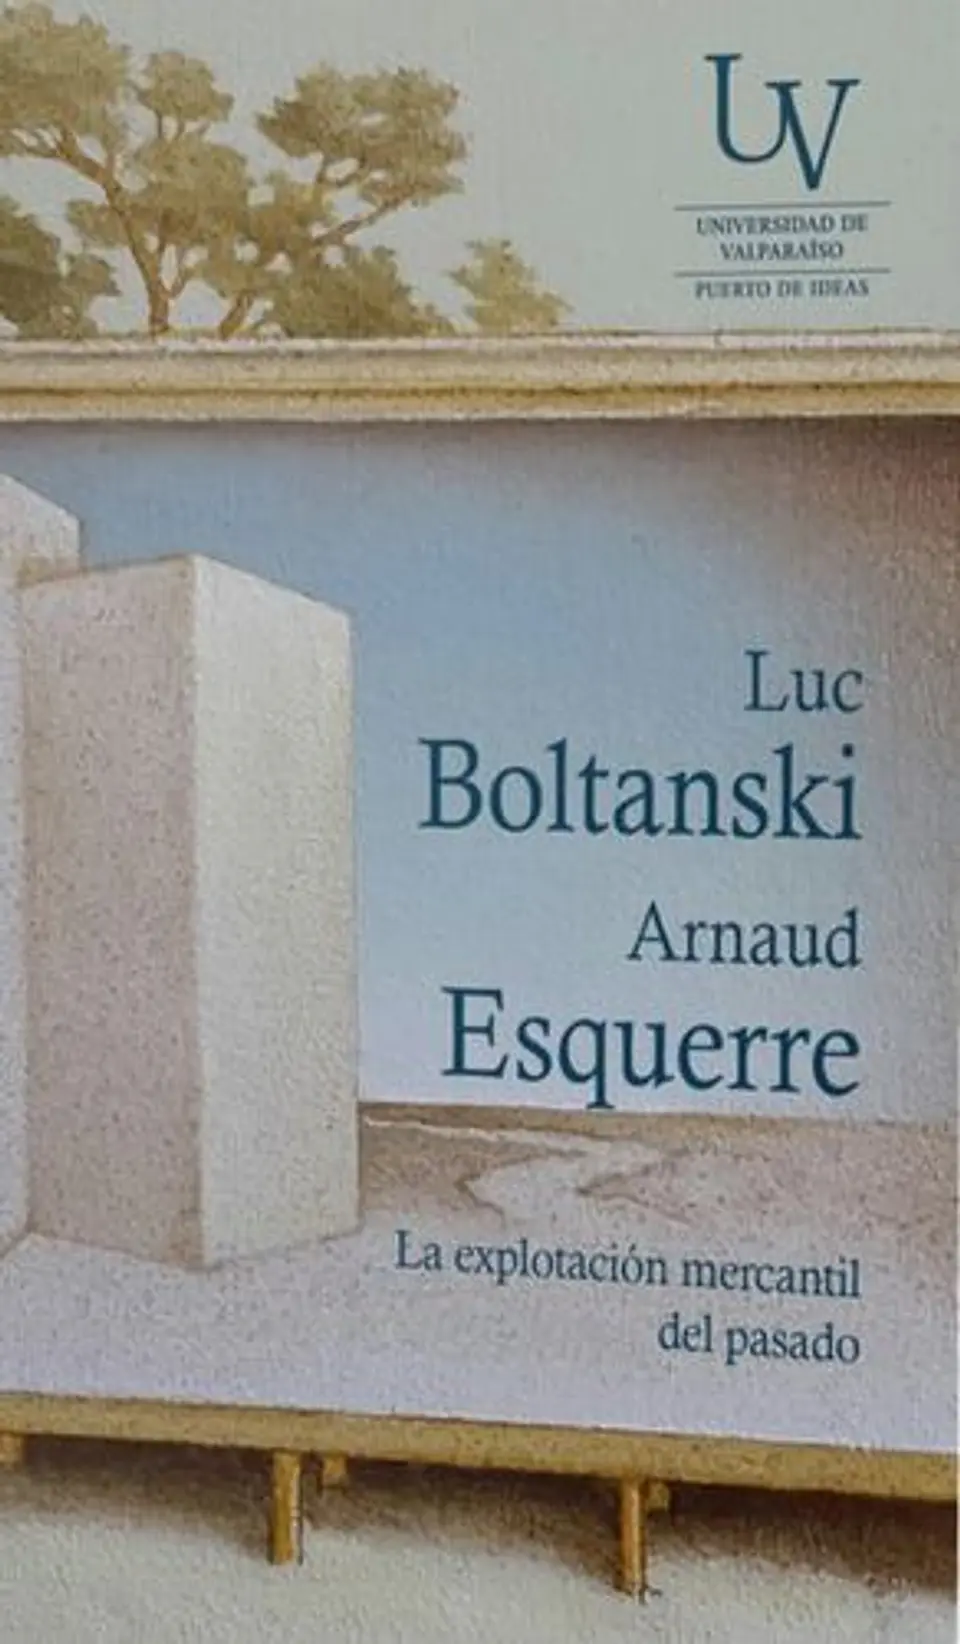 UV
UNIVERSIDAD DE
VALPARAÍSO
PUERTO DE IDEAS
Luc
Boltanski
Arnaud
Esquerre
La explotación mercantil
del pasado